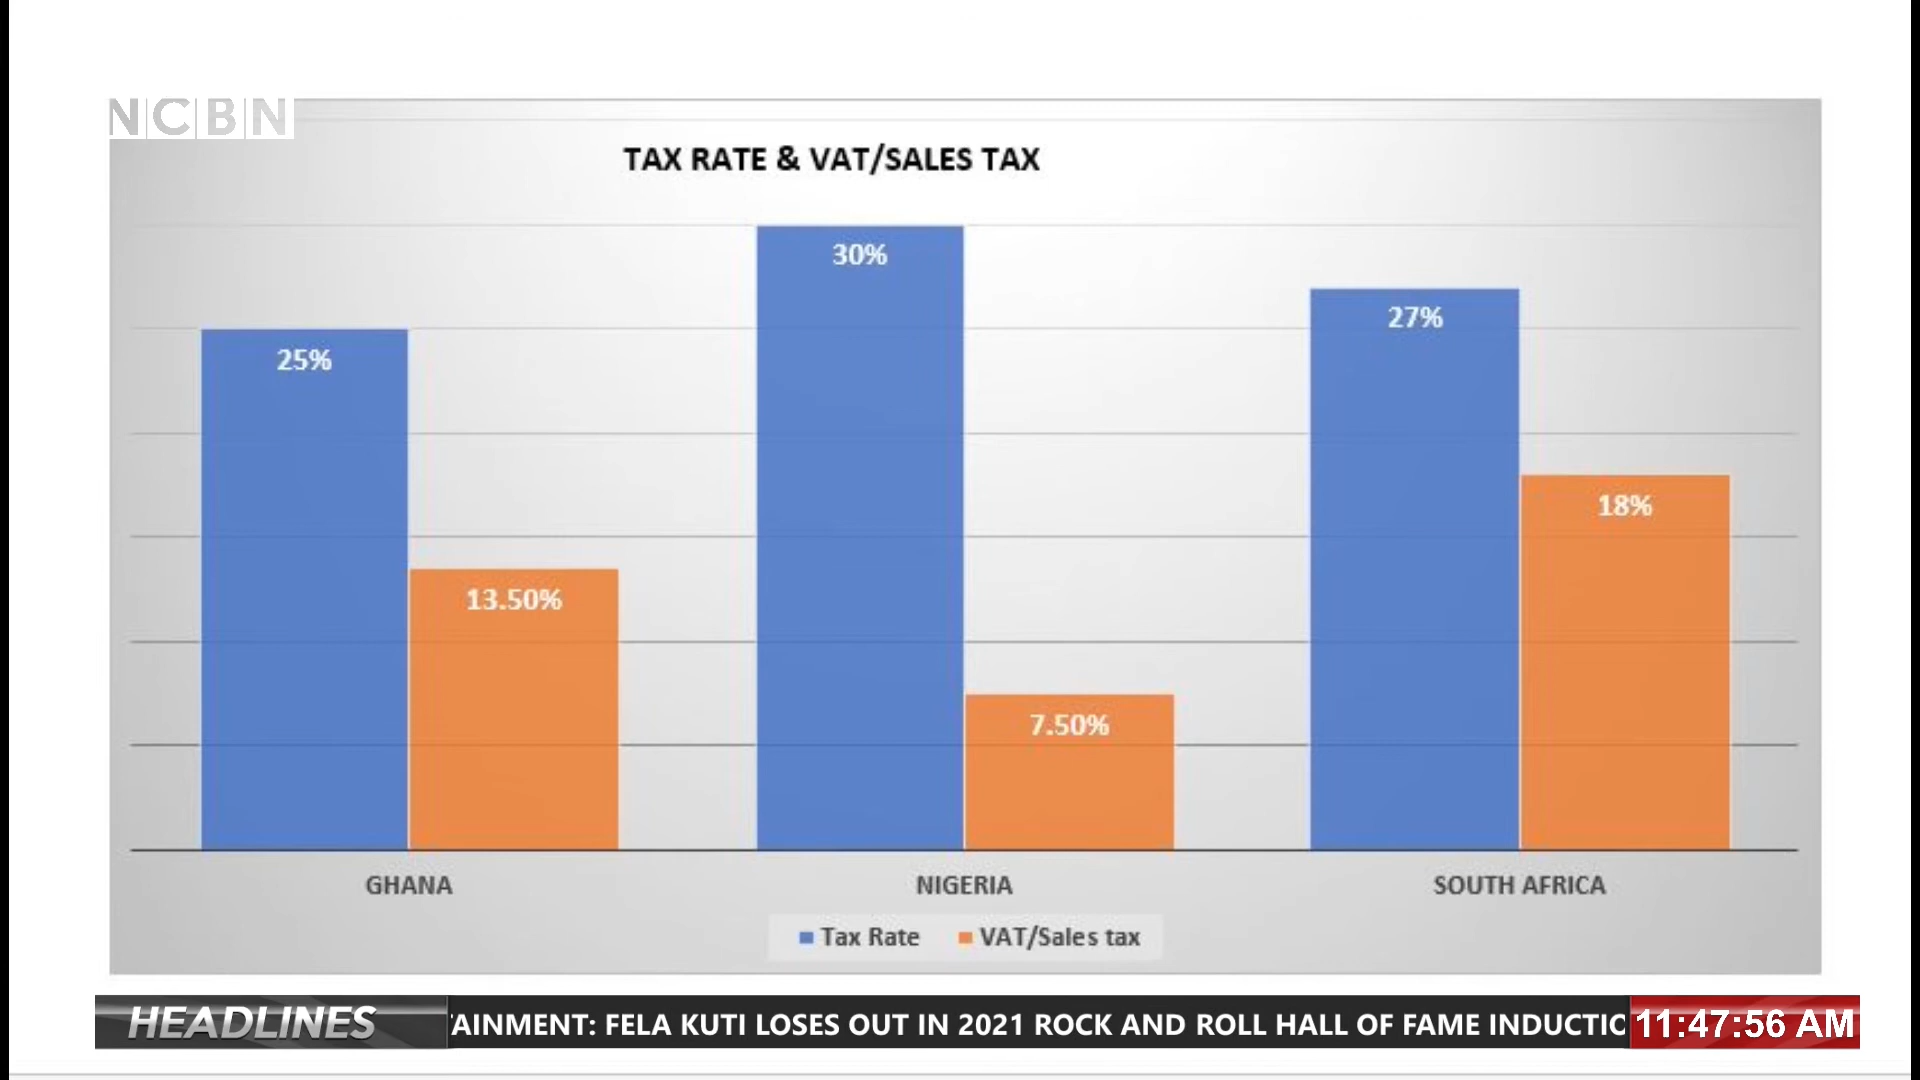 NCBN
TAX RATE & VAT/SALES TAX
30%
27%
25%
18%
13.50%
7.50%
GHANA NIGERIA SOUTH AFRICA
Tax Rate VAT/Sales tax
HEADLINES AINMENT: FELA KUTI LOSES OUT IN 2021 ROCK AND ROLL HALL OF FAME INDUCTIO 11:47:56 AM